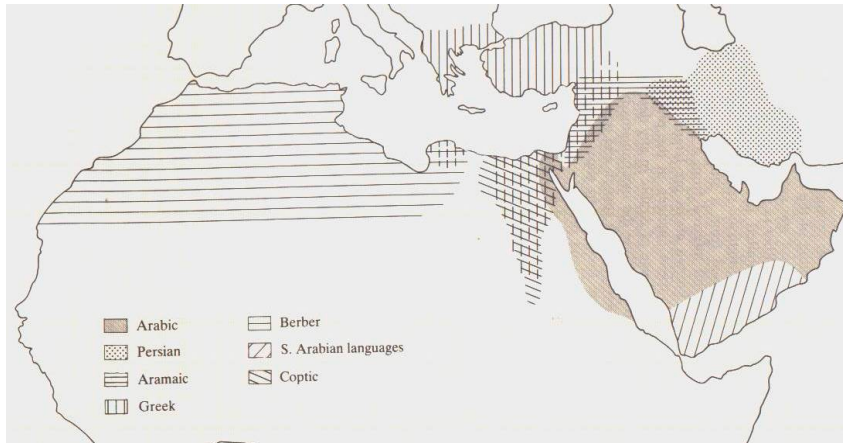 Arabic
Persian
Aramaic
Greek
Berber
S. Arabian languages
Coptic